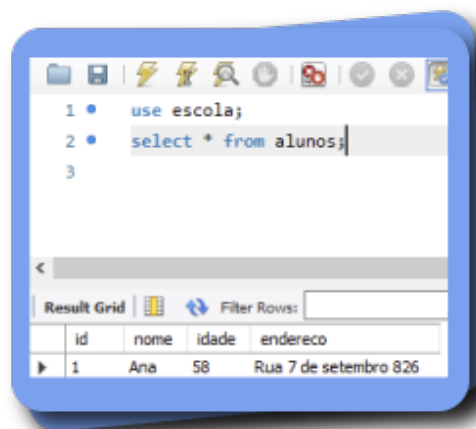 1 use escola;
2 select * from alunos;
3
Result Grid Filter Rows:
id nome idade endereco
1 Ana 58 Rua 7 de setembro 826